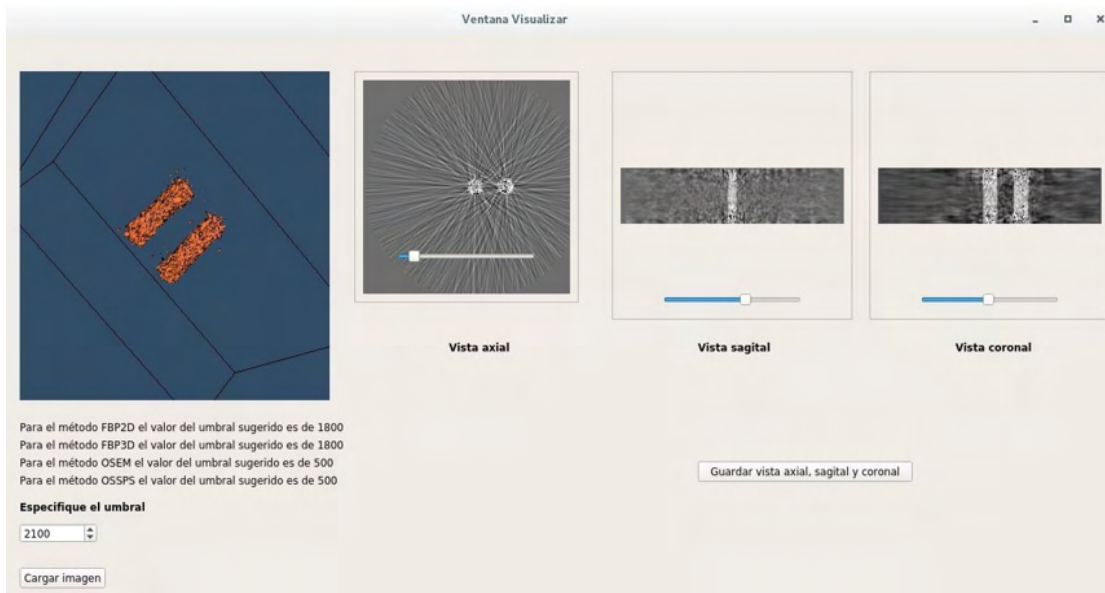 Ventana Visualizar
Vista axial
Vista sagital
Vista coronal
Para el método FBP2D el valor del umbral sugerido es de 1800
Para el método FBP3D el valor del umbral sugerido es de 1800
Para el método OSEM el valor del umbral sugerido es de 500
Para el método OSSPS el valor del umbral sugerido es de 500
Guardar vista axial, sagital y coronal
Especifique el umbral
2100
Cargar imagen